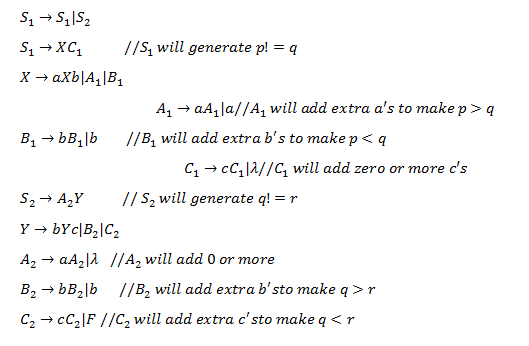 S₁ → S₁|S₂
S₁ → XC₁ //S₁ will generate p! = q
X → aXb|A₁|B₁
A₁ → aA₁|a//A₁ will add extra a's to make p > q
B₁ → bB₁|b //B₁ will add extra b's to make p < q
C₁ → cC₁|λ//C₁ will add zero or more c's
S₂ → A₂Y // S₂ will generate q! = r
Y → bYc|B₂|C₂
A₂ → aA₂|λ //A₂ will add 0 or more
B₂ → bB₂|b //B₂ will add extra b'sto make q > r
C₂ → cC₂|F //C₂ will add extra c'sto make q < r